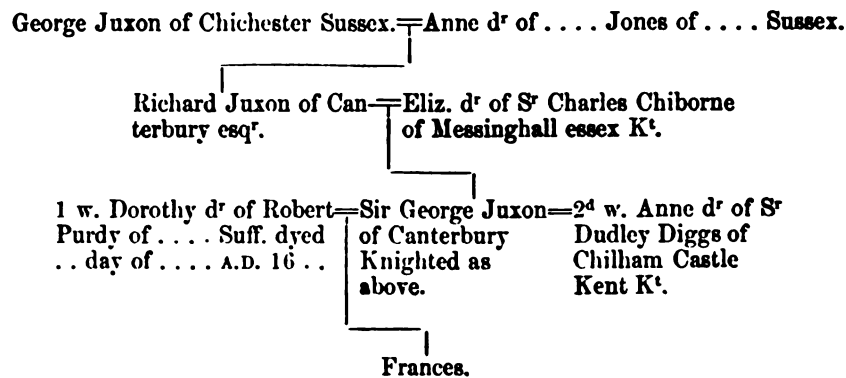 George Juxon of Chichester Sussex.=Anne dʳ of .... Jones of .... Sussex.
Richard Juxon of Can-=Eliz. dʳ of Sʳ Charles Chiborne
terbury esqʳ.
of Messinghall essex Kᵗ.
1 w. Dorothy dʳ of Robert=Sir George Juxon=2ᵈ w. Anne dʳ of Sʳ
Purdy of .... Suff. dyed
..day of .... A.D. 16 ..
of Canterbury
Knighted as
above.
Dudley Diggs of
Chilham Castle
Kent Kᵗ.
Frances.